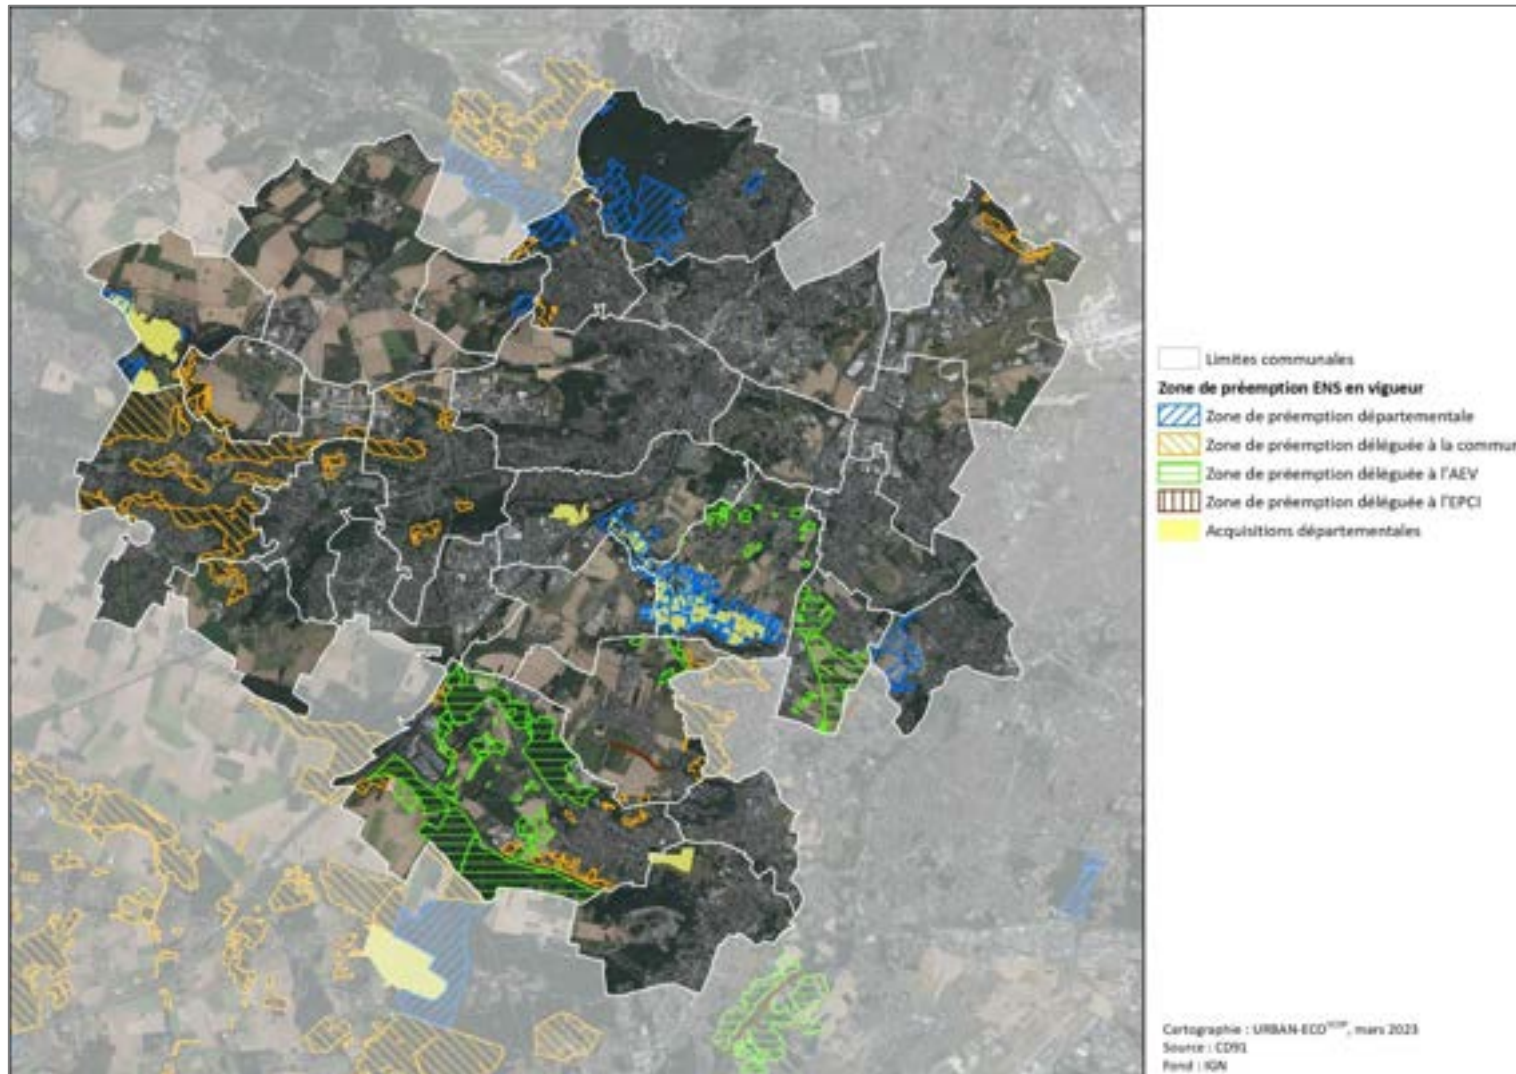 Limites communales
Zone de préemption ENS en vigueur
Zone de préemption départementale
Zone de préemption déléguée à la commun
Zone de préemption déléguée à l'AEV
Zone de préemption déléguée à l'EPCI
Acquisitions départementales
Cartographie : URBAN-ECO, mars 2023
Source : CD91
Fond : IGN